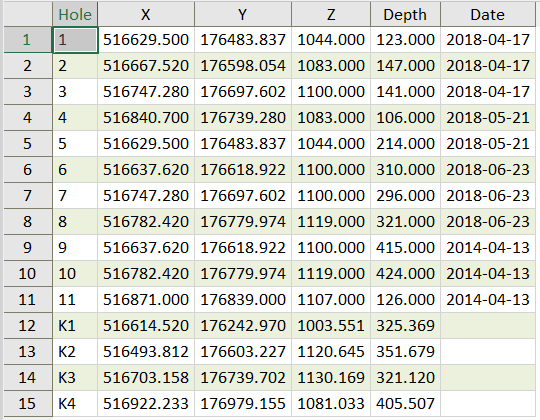 Hole X Y Z Depth Date
1 1 516629.500 176483.837 1044.000 123.000 2018-04-17
2 2 516667.520 176598.054 1083.000 147.000 2018-04-17
3 3 516747.280 176697.602 1100.000 141.000 2018-04-17
4 4 516840.700 176739.280 1083.000 106.000 2018-05-21
5 5 516629.500 176483.837 1044.000 214.000 2018-05-21
6 6 516637.620 176618.922 1100.000 310.000 2018-06-23
7 7 516747.280 176697.602 1100.000 296.000 2018-06-23
8 8 516782.420 176779.974 1119.000 321.000 2018-06-23
9 9 516637.620 176618.922 1100.000 415.000 2014-04-13
10 10 516782.420 176779.974 1119.000 424.000 2014-04-13
11 11 516871.000 176839.000 1107.000 126.000 2014-04-13
12 K1 516614.520 176242.970 1003.551 325.369
13 K2 516493.812 176603.227 1120.645 351.679
14 K3 516703.158 176739.702 1130.169 321.120
15 K4 516922.233 176979.155 1081.033 405.507